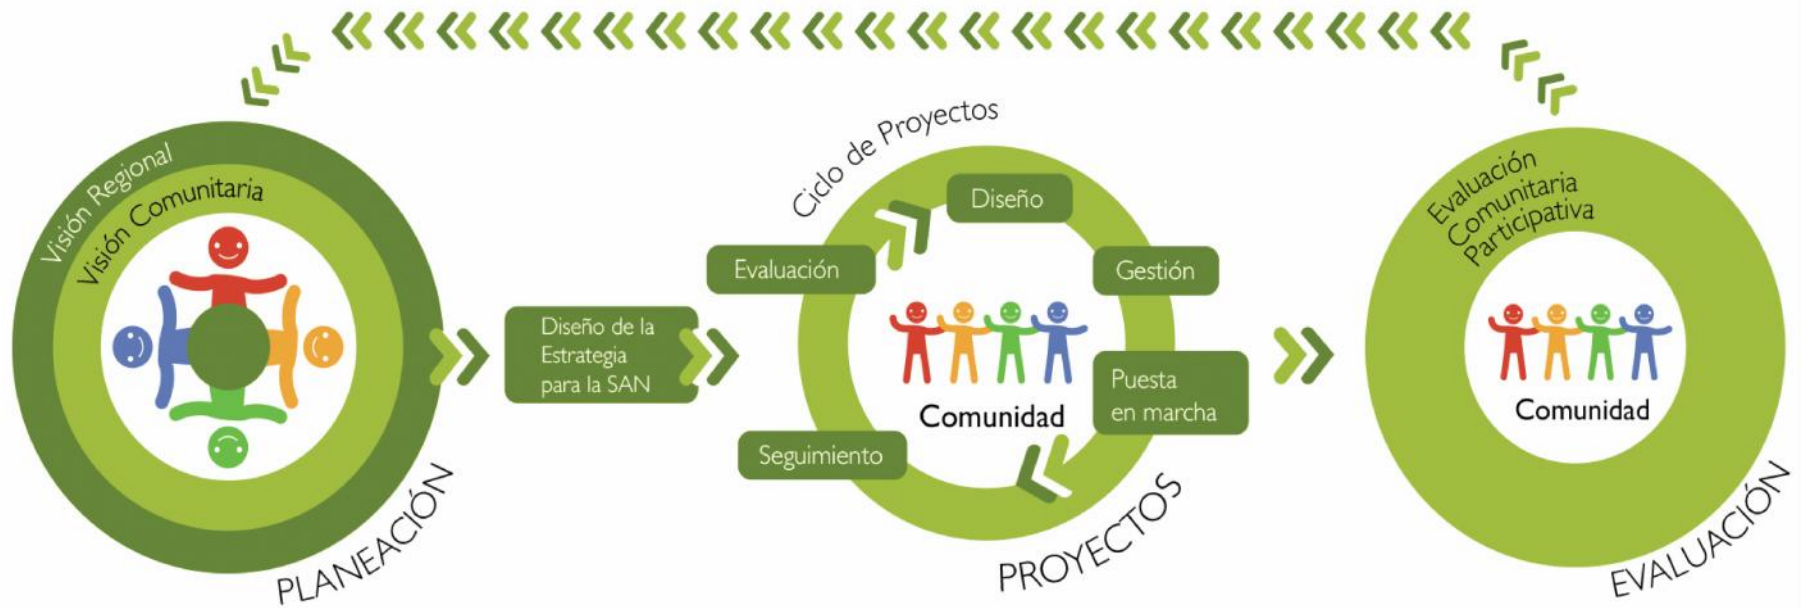 Visión Regional
Visión Comunitaria
PLANEACIÓN
Diseño de la
Estrategia
para la SAN
Ciclo de Proyectos
Diseño
Gestión
Puesta
en marcha
Seguimiento
Evaluación
Comunidad
PROYECTOS
Evaluación
Comunitaria
Participativa
Comunidad
EVALUACIÓN